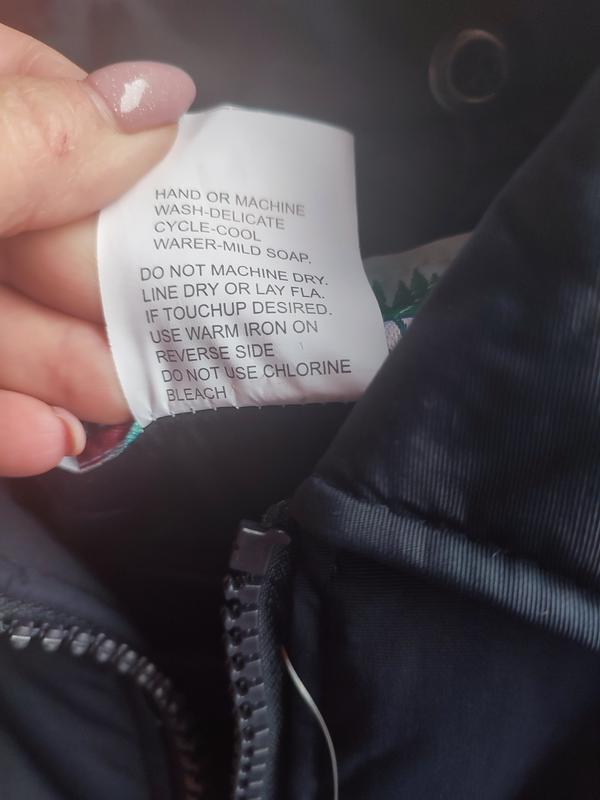 HAND OR MACHINE
WASH-DELICATE
CYCLE-COOL
WARER-MILD SOAP.
DO NOT MACHINE DRY.
LINE DRY OR LAY FLA.
IF TOUCHUP DESIRED.
USE WARM IRON ON
REVERSE SIDE
DO NOT USE CHLORINE
BLEACH